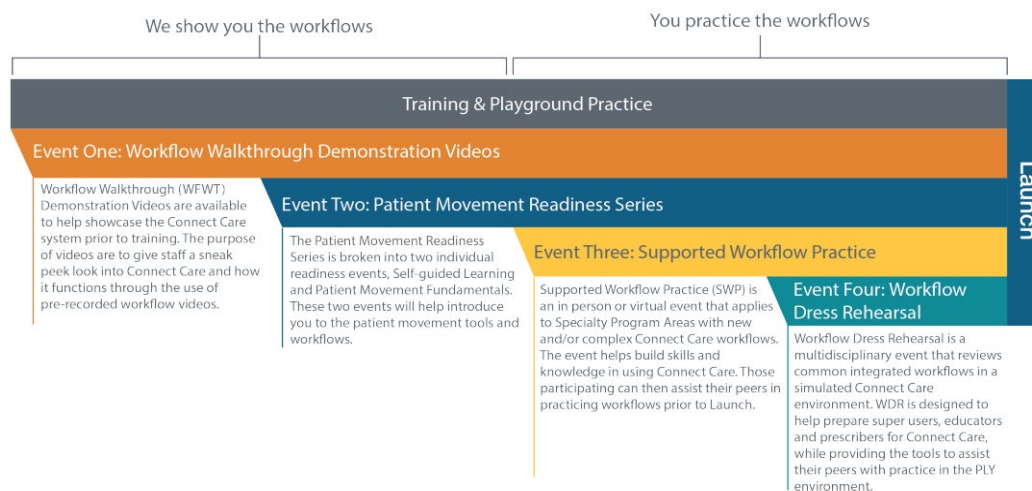 We show you the workflows
You practice the workflows
Training & Playground Practice
Event One: Workflow Walkthrough Demonstration Videos
Workflow Walkthrough (WFWT)
Demonstration Videos are available
to help showcase the Connect Care
system prior to training. The purpose
of videos are to give staff a sneak
peek look into Connect Care and how
it functions through the use of
pre-recorded workflow videos.
Event Two: Patient Movement Readiness Series
The Patient Movement Readiness
Series is broken into two individual
readiness events, Self-guided Learning
and Patient Movement Fundamentals.
These two events will help introduce
you to the patient movement tools and
workflows.
Event Three: Supported Workflow Practice
Supported Workflow Practice (SWP) is
an in person or virtual event that applies
to Specialty Program Areas with new
and/or complex Connect Care workflows.
The event helps build skills and
knowledge in using Connect Care. Those
participating can then assist their peers in
practicing workflows prior to Launch.
Event Four: Workflow
Dress Rehearsal
Workflow Dress Rehearsal is a
multidisciplinary event that reviews
common integrated workflows in a
simulated Connect Care
environment. WDR is designed to
help prepare super users, educators
and prescribers for Connect Care,
while providing the tools to assist
their peers with practice in the PLY
environment.
Launch